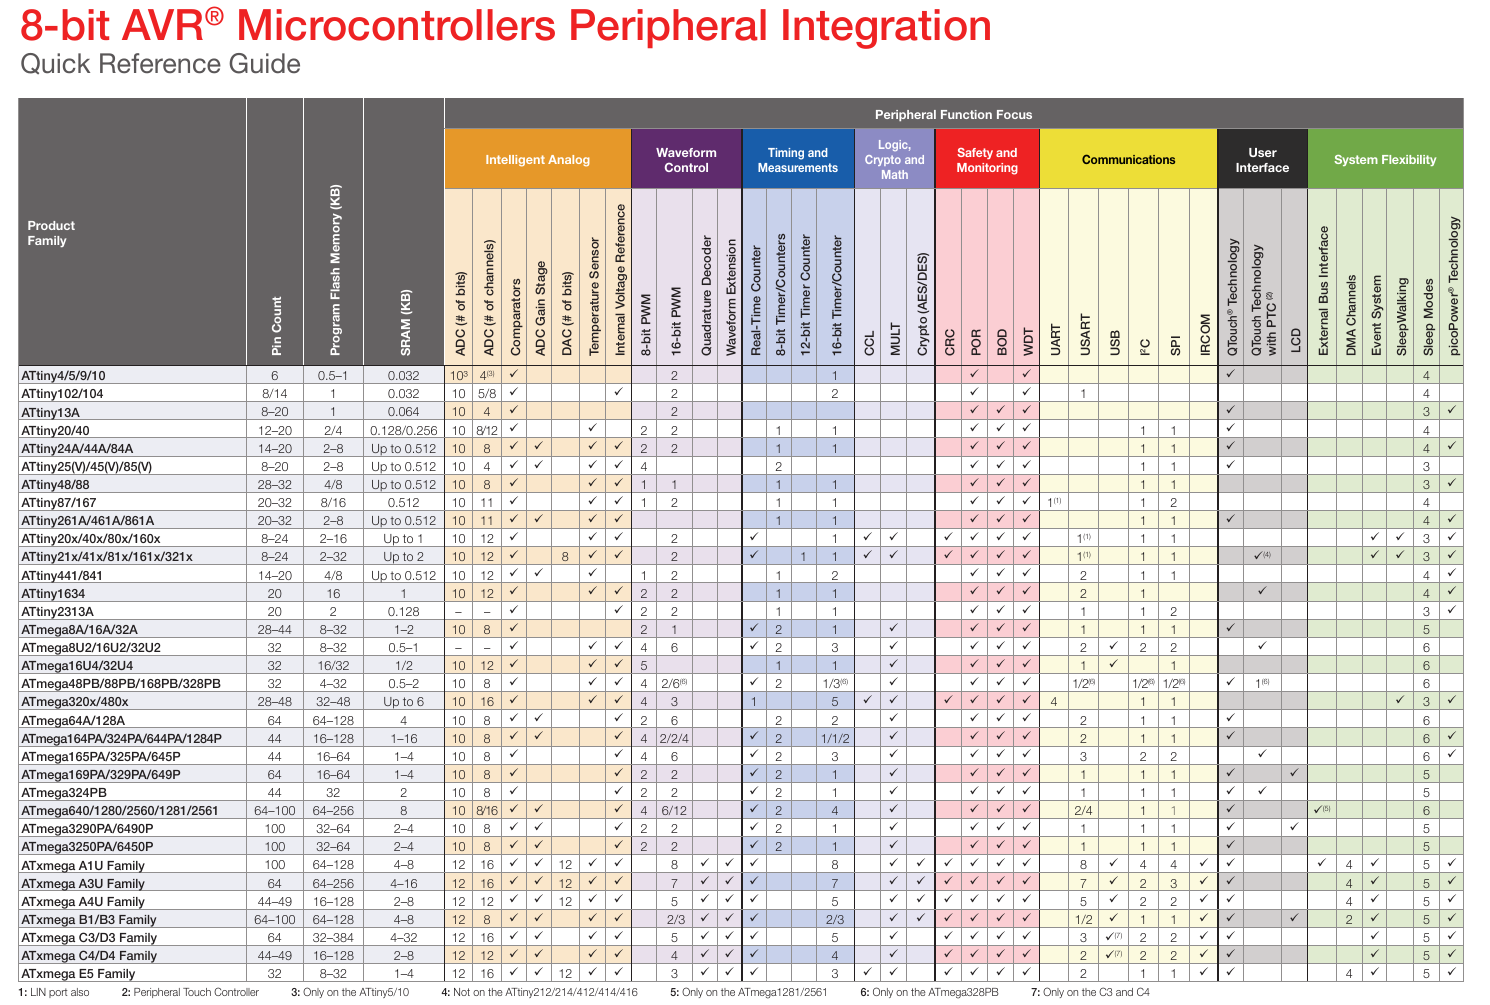 8-bit AVR® Microcontrollers Peripheral Integration
Quick Reference Guide
Peripheral Function Focus
Intelligent Analog
Waveform Control
Timing and Measurements
Logic, Crypto and Math
Safety and Monitoring
Communications
User Interface
System Flexibility
Product Family
Pin Count
Program Flash Memory (KB)
SRAM (KB)
ADC (# of bits)
ADC (# of channels)
Comparators
ADC Gain Stage
DAC (# of bits)
Temperature Sensor
Internal Voltage Reference
8-bit PWM
16-bit PWM
Quadrature Decoder
Waveform Extension
Real-Time Counter
8-bit Timer/Counters
12-bit Timer Counter
16-bit Timer/Counter
CCL
MULT
Crypto (AES/DES)
CRC
POR
BOD
WDT
UART
USART
USB
I²C
SPI
IRCOM
QTouch® Technology
QTouch Technology with PTC (2)
LCD
External Bus Interface
DMA Channels
Event System
SleepWalking
Sleep Modes
picoPower® Technology
ATtiny4/5/9/10 6 0.5–1 0.032 10³ 4(3) ✓ 2 1 ✓ ✓ ✓ 4
ATtiny102/104 8/14 1 0.032 10 5/8 ✓ ✓ 2 2 ✓ ✓ 1 4
ATtiny13A 8–20 1 0.064 10 4 ✓ 2 ✓ ✓ ✓ ✓ 3 ✓
ATtiny20/40 12–20 2/4 0.128/0.256 10 8/12 ✓ ✓ 2 2 1 1 ✓ ✓ ✓ 1 1 ✓ 4
ATtiny24A/44A/84A 14–20 2–8 Up to 0.512 10 8 ✓ ✓ ✓ ✓ 2 2 1 1 ✓ ✓ ✓ 1 1 ✓ 4 ✓
ATtiny25(V)/45(V)/85(V) 8–20 2–8 Up to 0.512 10 4 ✓ ✓ ✓ ✓ 4 2 ✓ ✓ ✓ 1 1 ✓ 3
ATtiny48/88 28–32 4/8 Up to 0.512 10 8 ✓ ✓ ✓ 1 1 1 1 ✓ ✓ ✓ 1 1 3 ✓
ATtiny87/167 20–32 8/16 0.512 10 11 ✓ ✓ ✓ 1 2 1 1 ✓ ✓ ✓ 1(1) 1 2 4
ATtiny261A/461A/861A 20–32 2–8 Up to 0.512 10 11 ✓ ✓ ✓ ✓ 1 1 ✓ ✓ ✓ 1 1 ✓ 4 ✓
ATtiny20x/40x/80x/160x 8–24 2–16 Up to 1 10 12 ✓ ✓ ✓ 2 ✓ 1 ✓ ✓ ✓ ✓ ✓ ✓ 1(1) 1 1 ✓ ✓ 3 ✓
ATtiny21x/41x/81x/161x/321x 8–24 2–32 Up to 2 10 12 ✓ 8 ✓ ✓ 2 ✓ 1 1 ✓ ✓ ✓ ✓ ✓ ✓ 1(1) 1 1 ✓(4) ✓ ✓ 3 ✓
ATtiny441/841 14–20 4/8 Up to 0.512 10 12 ✓ ✓ ✓ 1 2 1 2 ✓ ✓ ✓ 2 1 1 4 ✓
ATtiny1634 20 16 1 10 12 ✓ ✓ ✓ 2 2 1 1 ✓ ✓ ✓ 2 1 ✓ 4 ✓
ATtiny2313A 20 2 0.128 – – ✓ ✓ 2 2 1 1 ✓ ✓ ✓ 1 1 2 3 ✓
ATmega8A/16A/32A 28–44 8–32 1–2 10 8 ✓ 2 1 ✓ 2 1 ✓ ✓ ✓ ✓ 1 1 1 ✓ 5
ATmega8U2/16U2/32U2 32 8–32 0.5–1 – – ✓ ✓ ✓ 4 6 ✓ 2 3 ✓ ✓ ✓ ✓ 2 ✓ 2 2 ✓ 6
ATmega16U4/32U4 32 16/32 1/2 10 12 ✓ ✓ ✓ 5 1 1 ✓ ✓ ✓ ✓ 1 ✓ 1 6
ATmega48PB/88PB/168PB/328PB 32 4–32 0.5–2 10 8 ✓ ✓ ✓ 4 2/6(6) ✓ 2 1/3(6) ✓ ✓ ✓ ✓ 1/2(6) 1/2(6) 1/2(6) ✓ 1(6) 6
ATmega320x/480x 28–48 32–48 Up to 6 10 16 ✓ ✓ ✓ 4 3 1 5 ✓ ✓ ✓ ✓ ✓ ✓ 4 1 1 ✓ 3 ✓
ATmega64A/128A 64 64–128 4 10 8 ✓ ✓ ✓ 2 6 2 2 ✓ ✓ ✓ ✓ 2 1 1 ✓ 6
ATmega164PA/324PA/644PA/1284P 44 16–128 1–16 10 8 ✓ ✓ ✓ 4 2/2/4 ✓ 2 1/1/2 ✓ ✓ ✓ ✓ 2 1 1 ✓ 6 ✓
ATmega165PA/325PA/645P 44 16–64 1–4 10 8 ✓ ✓ 4 6 ✓ 2 3 ✓ ✓ ✓ ✓ 3 2 2 ✓ 6 ✓
ATmega169PA/329PA/649P 64 16–64 1–4 10 8 ✓ ✓ 2 2 ✓ 2 1 ✓ ✓ ✓ ✓ 1 1 1 ✓ ✓ 5
ATmega324PB 44 32 2 10 8 ✓ ✓ 2 2 ✓ 2 1 ✓ ✓ ✓ ✓ 1 1 1 ✓ ✓ 5
ATmega640/1280/2560/1281/2561 64–100 64–256 8 10 8/16 ✓ ✓ ✓ 4 6/12 ✓ 2 4 ✓ ✓ ✓ ✓ 2/4 1 1 ✓ ✓(5) 6
ATmega3290PA/6490P 100 32–64 2–4 10 8 ✓ ✓ ✓ 2 2 ✓ 2 1 ✓ ✓ ✓ ✓ 1 1 1 ✓ ✓ 5
ATmega3250PA/6450P 100 32–64 2–4 10 8 ✓ ✓ ✓ 2 2 ✓ 2 1 ✓ ✓ ✓ ✓ 1 1 1 ✓ 5
ATxmega A1U Family 100 64–128 4–8 12 16 ✓ ✓ 12 ✓ ✓ 8 ✓ ✓ ✓ 8 ✓ ✓ ✓ ✓ ✓ ✓ 8 ✓ 4 4 ✓ ✓ ✓ 4 ✓ 5 ✓
ATxmega A3U Family 64 64–256 4–16 12 16 ✓ ✓ 12 ✓ ✓ 7 ✓ ✓ ✓ 7 ✓ ✓ ✓ ✓ ✓ ✓ 7 ✓ 2 3 ✓ ✓ 4 ✓ 5 ✓
ATxmega A4U Family 44–49 16–128 2–8 12 12 ✓ ✓ 12 ✓ ✓ 5 ✓ ✓ ✓ 5 ✓ ✓ ✓ ✓ ✓ ✓ 5 ✓ 2 2 ✓ ✓ 4 ✓ 5 ✓
ATxmega B1/B3 Family 64–100 64–128 4–8 12 8 ✓ ✓ ✓ ✓ 2/3 ✓ ✓ ✓ 2/3 ✓ ✓ ✓ ✓ ✓ ✓ 1/2 ✓ 1 1 ✓ ✓ ✓ 2 ✓ 5 ✓
ATxmega C3/D3 Family 64 32–384 4–32 12 16 ✓ ✓ ✓ ✓ 5 ✓ ✓ ✓ 5 ✓ ✓ ✓ ✓ ✓ 3 ✓(7) 2 2 ✓ ✓ ✓ 5 ✓
ATxmega C4/D4 Family 44–49 16–128 2–8 12 12 ✓ ✓ ✓ ✓ 4 ✓ ✓ ✓ 4 ✓ ✓ ✓ ✓ ✓ 2 ✓(7) 2 2 ✓ ✓ ✓ 5 ✓
ATxmega E5 Family 32 8–32 1–4 12 16 ✓ ✓ 12 ✓ ✓ 3 ✓ ✓ ✓ 3 ✓ ✓ ✓ ✓ ✓ ✓ 2 1 1 ✓ ✓ 4 ✓ 5 ✓
1: LIN port also 2: Peripheral Touch Controller 3: Only on the ATtiny5/10 4: Not on the ATtiny212/214/412/414/416 5: Only on the ATmega1281/2561 6: Only on the ATmega328PB 7: Only on the C3 and C4